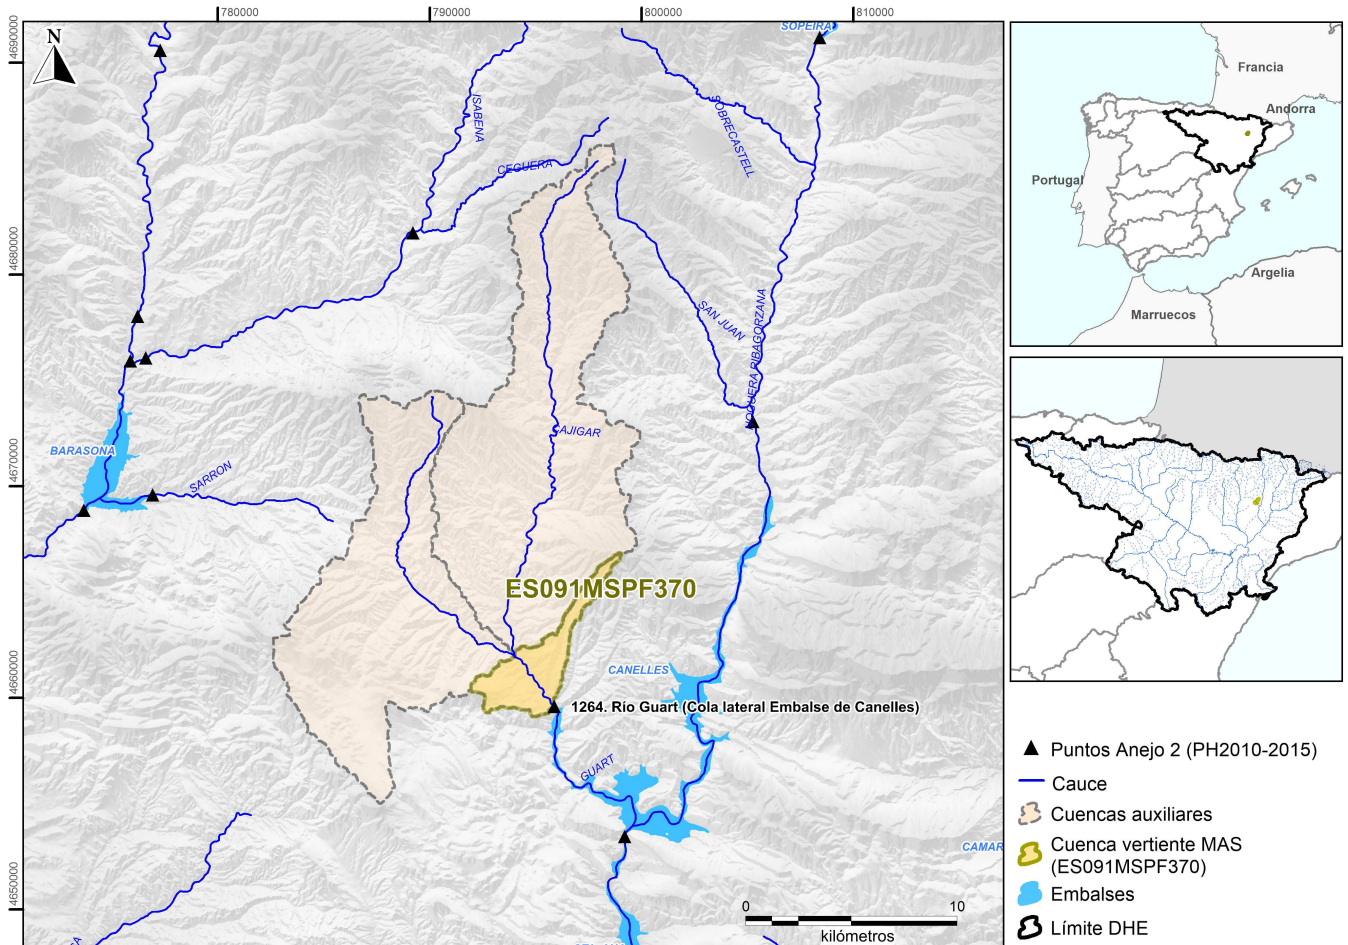 780000
790000
800000
810000
4690000
4680000
4670000
4660000
4650000
N
SOPEIRA
ISABENA
CEGUERA
SOBRECASTELL
SAN JUAN
NOGUERA RIBAGORZANA
CAJIGAR
BARASONA
SARRON
ES091MSPF370
CANELLES
1264. Río Guart (Cola lateral Embalse de Canelles)
GUART
CAMAR
0
10
kilómetros
Francia
Andorra
Portugal
Argelia
Marruecos
Puntos Anejo 2 (PH2010-2015)
Cauce
Cuencas auxiliares
Cuenca vertiente MAS
(ES091MSPF370)
Embalses
Límite DHE